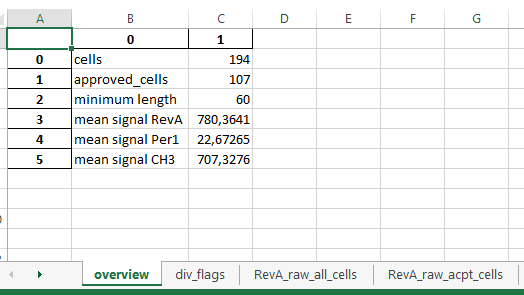 A B C D E F G
0 1
0 cells 194
1 approved_cells 107
2 minimum length 60
3 mean signal RevA 780,3641
4 mean signal Per1 22,67265
5 mean signal CH3 707,3276
overview div_flags RevA_raw_all_cells RevA_raw_acpt_cells